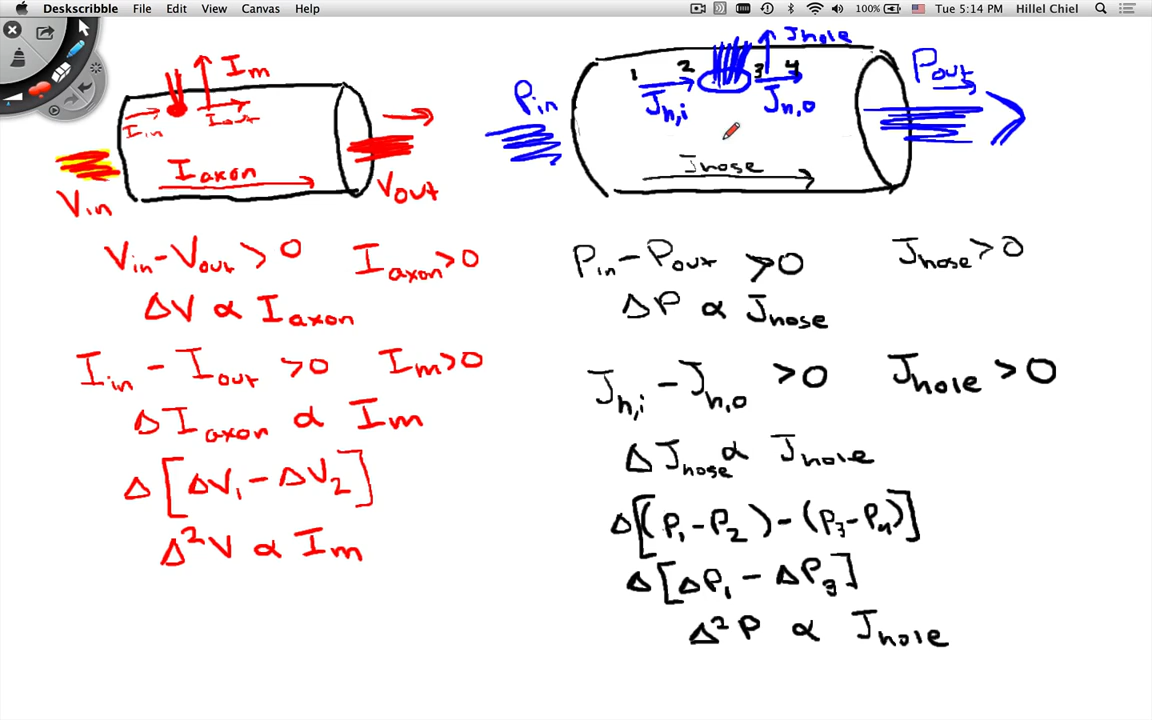 Deskscribble File Edit View Canvas Help 100% Tue 5:14 PM Hillel Chiel
Im
Iin
Iout
Iaxon
Vin
Vout
Vin-Vout > 0 Iaxon>0
ΔV ∝ Iaxon
Iin - Iout >0 Im>0
ΔIaxon ∝ Im
Δ[ΔV1-ΔV2]
Δ²V ∝ Im
Jhole
Pin
1 2 3 4
Jh,i
Jh,o
Pout
Jhose
Pin-Pout >0 Jhose>0
ΔP ∝ Jhose
Jh,i - Jh,o >0 Jhole >0
ΔJhose ∝ Jhole
Δ[(P1-P2)-(P3-P4)]
Δ[ΔP1 - ΔP3]
Δ²P ∝ Jhole